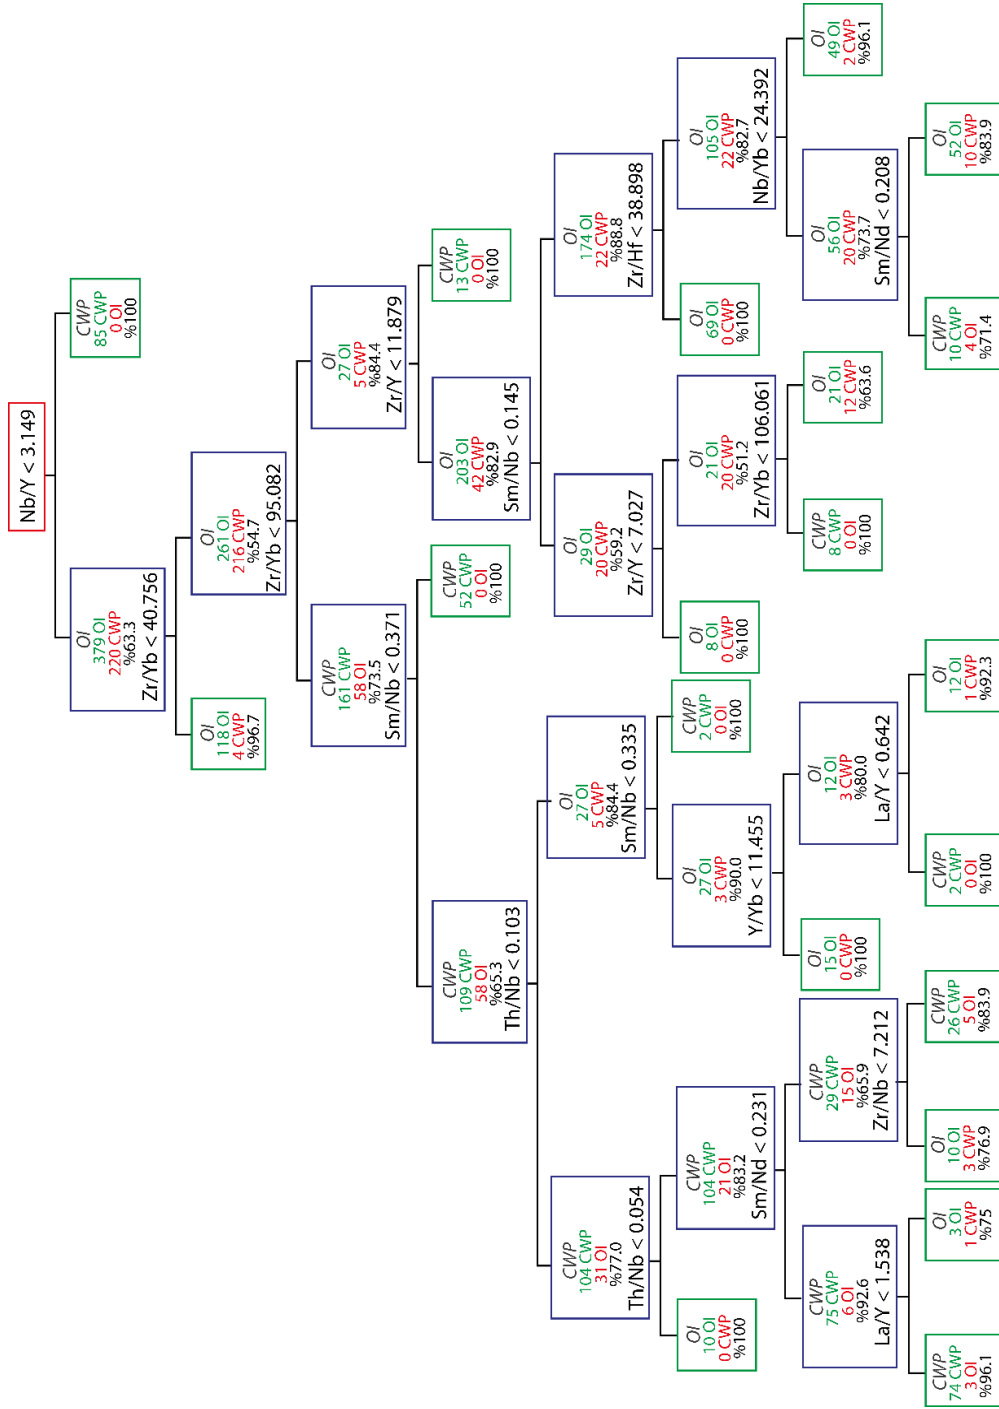 Nb/Y < 3.149
OI
379 OI
220 CWP
%63.3
Zr/Yb < 40.756
CWP
85 CWP
0 OI
%100
OI
118 OI
4 CWP
%96.7
OI
261 OI
216 CWP
%54.7
Zr/Yb < 95.082
CWP
161 CWP
58 OI
%73.5
Sm/Nb < 0.371
OI
27 OI
5 CWP
%84.4
Zr/Y < 11.879
CWP
109 CWP
58 OI
%65.3
Th/Nb < 0.103
CWP
52 CWP
0 OI
%100
OI
203 OI
42 CWP
%82.9
Sm/Nb < 0.145
CWP
13 CWP
0 OI
%100
CWP
104 CWP
31 OI
%77.0
Th/Nb < 0.054
OI
27 OI
5 CWP
%84.4
Sm/Nb < 0.335
OI
29 OI
20 CWP
%59.2
Zr/Y < 7.027
OI
174 OI
22 CWP
%88.8
Zr/Hf < 38.898
OI
10 OI
0 CWP
%100
CWP
104 CWP
21 OI
%83.2
Sm/Nd < 0.231
OI
27 OI
3 CWP
%90.0
Y/Yb < 11.455
CWP
2 CWP
0 OI
%100
OI
8 OI
0 CWP
%100
OI
21 OI
20 CWP
%51.2
Zr/Yb < 106.061
OI
69 OI
0 CWP
%100
OI
105 OI
22 CWP
%82.7
Nb/Yb < 24.392
CWP
75 CWP
6 OI
%92.6
La/Y < 1.538
CWP
29 CWP
15 OI
%65.9
Zr/Nb < 7.212
OI
15 OI
0 CWP
%100
OI
12 OI
3 CWP
%80.0
La/Y < 0.642
CWP
8 CWP
0 OI
%100
OI
21 OI
12 CWP
%63.6
OI
56 OI
20 CWP
%73.7
Sm/Nd < 0.208
OI
49 OI
2 CWP
%96.1
CWP
74 CWP
3 OI
%96.1
OI
3 OI
1 CWP
%75
OI
10 OI
3 CWP
%76.9
CWP
26 CWP
5 OI
%83.9
CWP
2 CWP
0 OI
%100
OI
12 OI
1 CWP
%92.3
CWP
10 CWP
4 OI
%71.4
OI
52 OI
10 CWP
%83.9